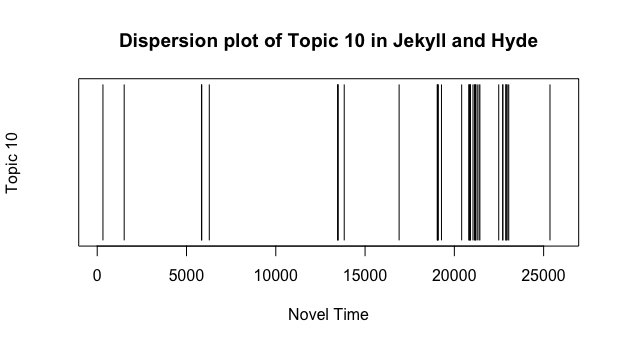 Dispersion plot of Topic 10 in Jekyll and Hyde
Topic 10
0 5000 10000 15000 20000 25000
Novel Time